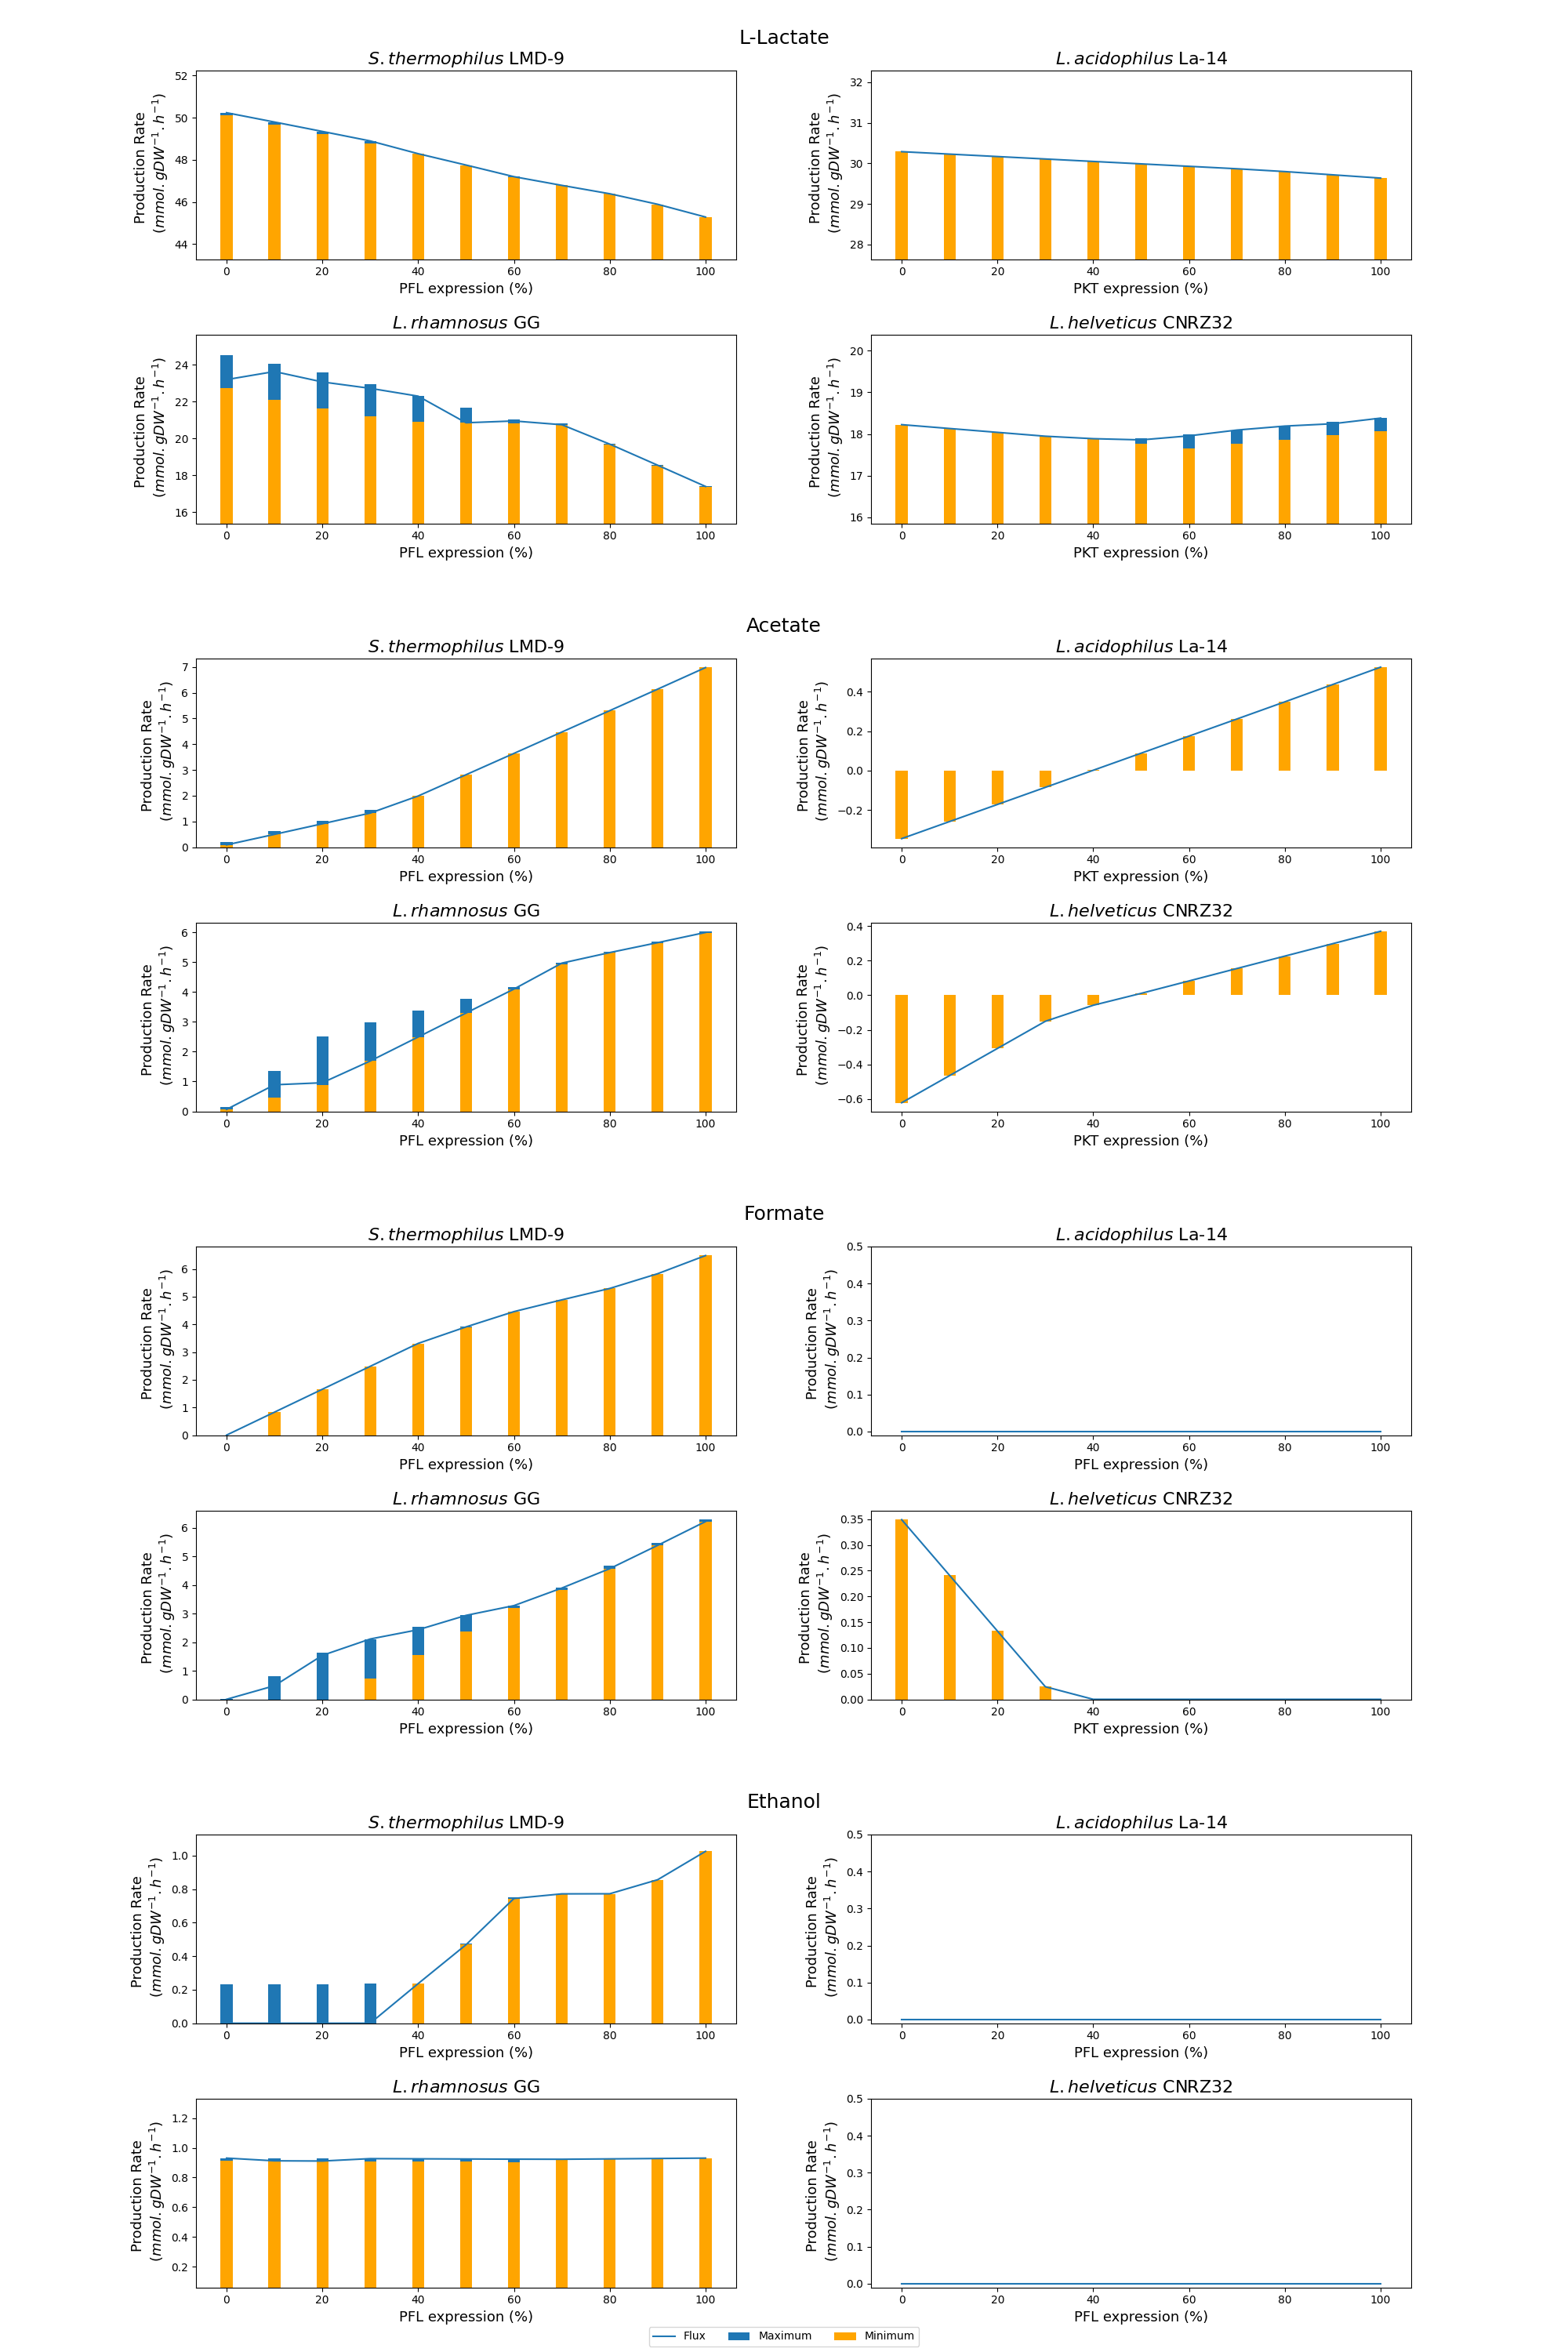 L-Lactate
S.thermophilus LMD-9
L.acidophilus La-14
Production Rate
(mmol.gDW⁻¹.h⁻¹)
52
50
48
46
44
0 20 40 60 80 100
PFL expression (%)
Production Rate
(mmol.gDW⁻¹.h⁻¹)
32
31
30
29
28
0 20 40 60 80 100
PKT expression (%)
L.rhamnosus GG
L.helveticus CNRZ32
Production Rate
(mmol.gDW⁻¹.h⁻¹)
24
22
20
18
16
0 20 40 60 80 100
PFL expression (%)
Production Rate
(mmol.gDW⁻¹.h⁻¹)
20
19
18
17
16
0 20 40 60 80 100
PKT expression (%)
Acetate
S.thermophilus LMD-9
L.acidophilus La-14
Production Rate
(mmol.gDW⁻¹.h⁻¹)
7
6
5
4
3
2
1
0
0 20 40 60 80 100
PFL expression (%)
Production Rate
(mmol.gDW⁻¹.h⁻¹)
0.4
0.2
0.0
−0.2
0 20 40 60 80 100
PKT expression (%)
L.rhamnosus GG
L.helveticus CNRZ32
Production Rate
(mmol.gDW⁻¹.h⁻¹)
6
5
4
3
2
1
0
0 20 40 60 80 100
PFL expression (%)
Production Rate
(mmol.gDW⁻¹.h⁻¹)
0.4
0.2
0.0
−0.2
−0.4
−0.6
0 20 40 60 80 100
PKT expression (%)
Formate
S.thermophilus LMD-9
L.acidophilus La-14
Production Rate
(mmol.gDW⁻¹.h⁻¹)
6
5
4
3
2
1
0
0 20 40 60 80 100
PFL expression (%)
Production Rate
(mmol.gDW⁻¹.h⁻¹)
0.5
0.4
0.3
0.2
0.1
0.0
0 20 40 60 80 100
PFL expression (%)
L.rhamnosus GG
L.helveticus CNRZ32
Production Rate
(mmol.gDW⁻¹.h⁻¹)
6
5
4
3
2
1
0
0 20 40 60 80 100
PFL expression (%)
Production Rate
(mmol.gDW⁻¹.h⁻¹)
0.35
0.30
0.25
0.20
0.15
0.10
0.05
0.00
0 20 40 60 80 100
PKT expression (%)
Ethanol
S.thermophilus LMD-9
L.acidophilus La-14
Production Rate
(mmol.gDW⁻¹.h⁻¹)
1.0
0.8
0.6
0.4
0.2
0.0
0 20 40 60 80 100
PFL expression (%)
Production Rate
(mmol.gDW⁻¹.h⁻¹)
0.5
0.4
0.3
0.2
0.1
0.0
0 20 40 60 80 100
PFL expression (%)
L.rhamnosus GG
L.helveticus CNRZ32
Production Rate
(mmol.gDW⁻¹.h⁻¹)
1.2
1.0
0.8
0.6
0.4
0.2
0 20 40 60 80 100
PFL expression (%)
Production Rate
(mmol.gDW⁻¹.h⁻¹)
0.5
0.4
0.3
0.2
0.1
0.0
0 20 40 60 80 100
PFL expression (%)
Flux Maximum Minimum